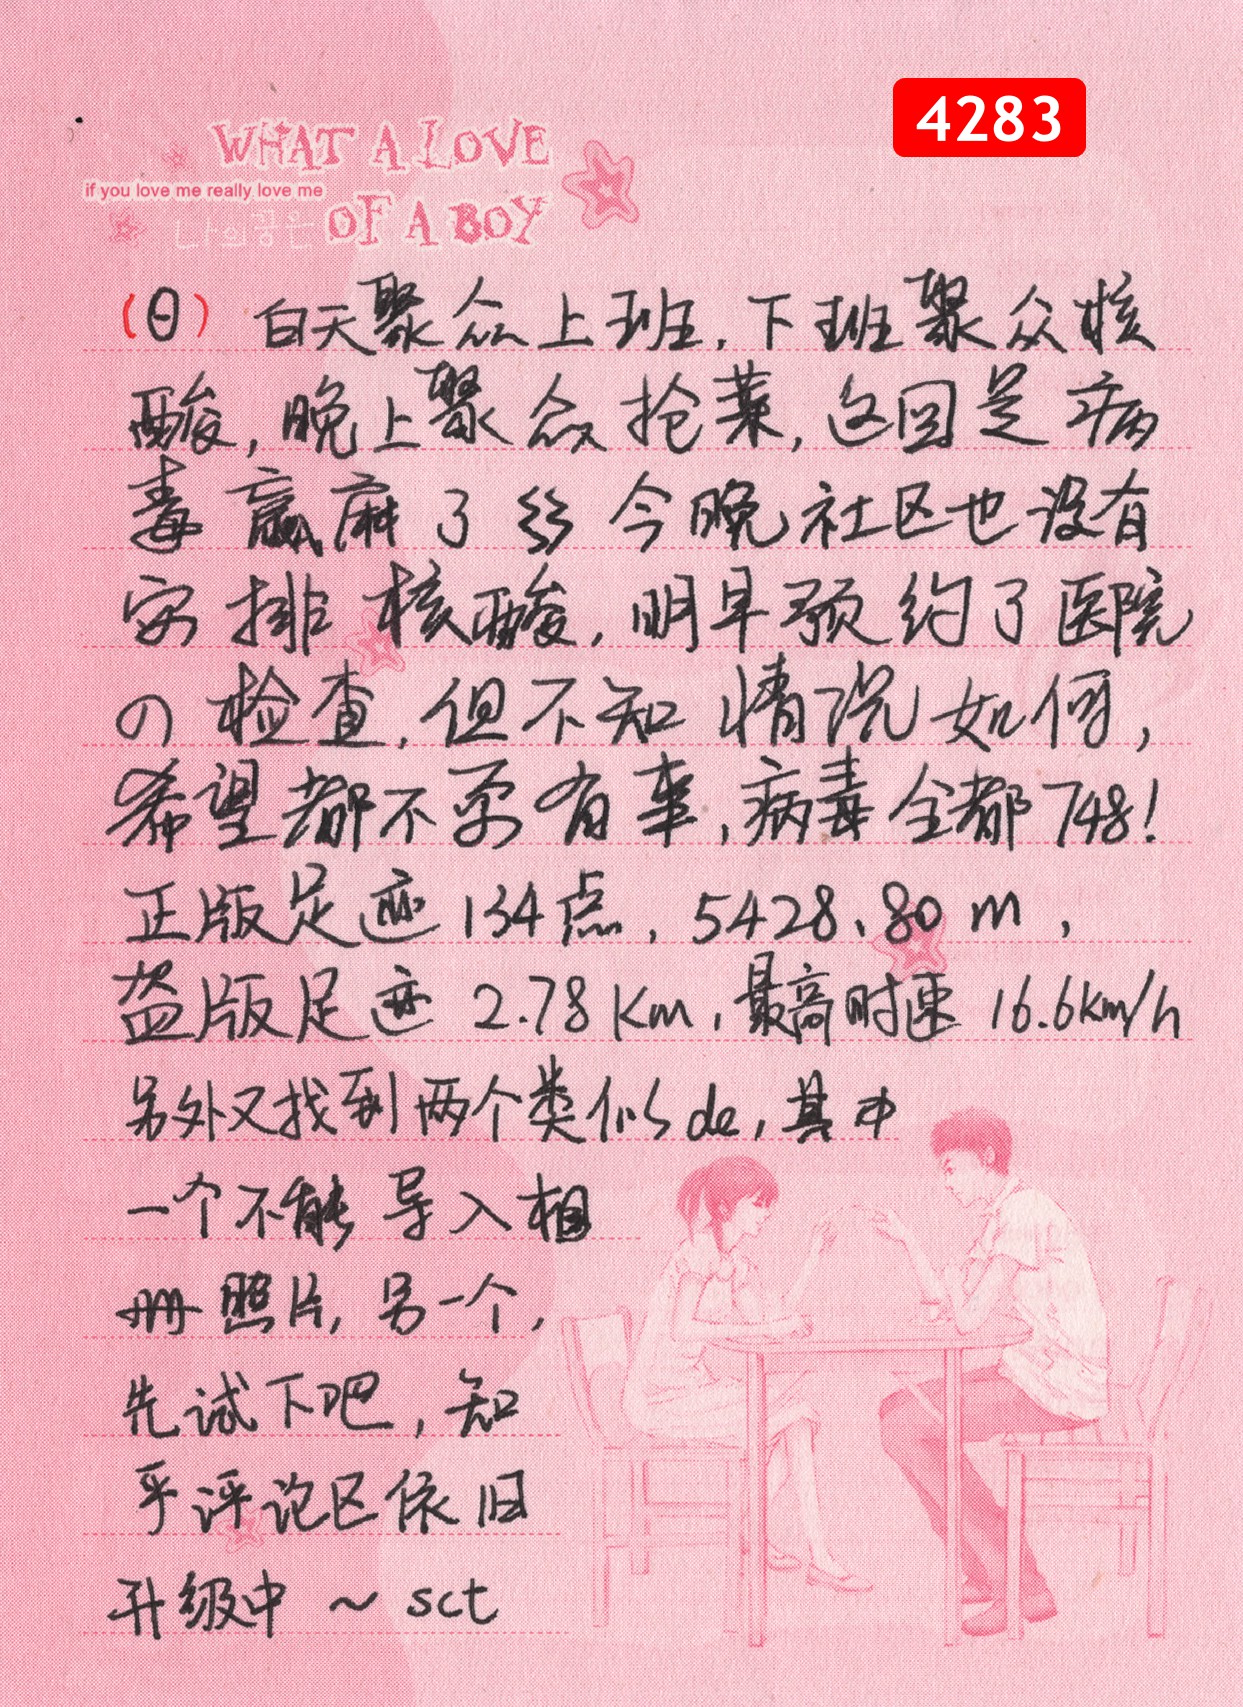 4283
WHAT A LOVE
if you love me really love me
나의꿈은 OF A BOY
(日) 白天聚众上班,下班聚众核
酸,晚上聚众抢菜,这回是病
毒赢麻了 今晚社区也没有
安排核酸,明早预约了医院
の检查,但不知情况如何,
希望都不要有事,病毒全都748!
正版足迹134点,5428.80m,
盗版足迹2.78Km,最高时速16.6km/h
另外又找到两个类似de,其中
一个不能导入相
册照片,另一个,
先试下吧,知
乎评论区依旧
升级中~sct